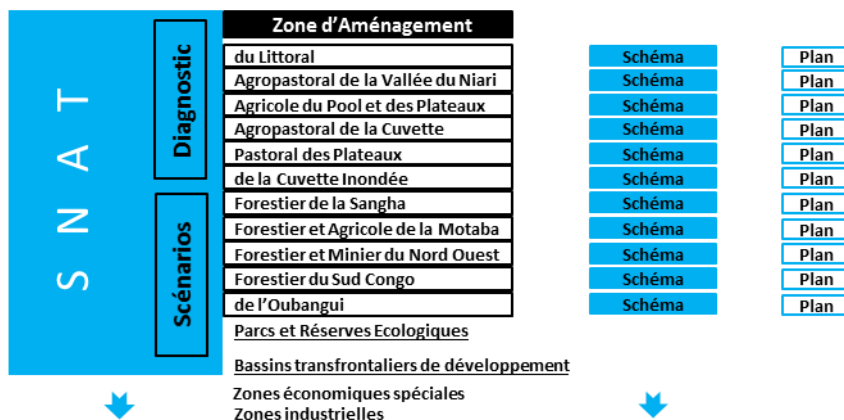 SNAT
Diagnostic
Scénarios
Zone d'Aménagement
du Littoral Schéma Plan
Agropastoral de la Vallée du Niari Schéma Plan
Agricole du Pool et des Plateaux Schéma Plan
Agropastoral de la Cuvette Schéma Plan
Pastoral des Plateaux Schéma Plan
de la Cuvette Inondée Schéma Plan
Forestier de la Sangha Schéma Plan
Forestier et Agricole de la Motaba Schéma Plan
Forestier et Minier du Nord Ouest Schéma Plan
Forestier du Sud Congo Schéma Plan
de l'Oubangui Schéma Plan
Parcs et Réserves Ecologiques
Bassins transfrontaliers de développement
Zones économiques spéciales
Zones industrielles